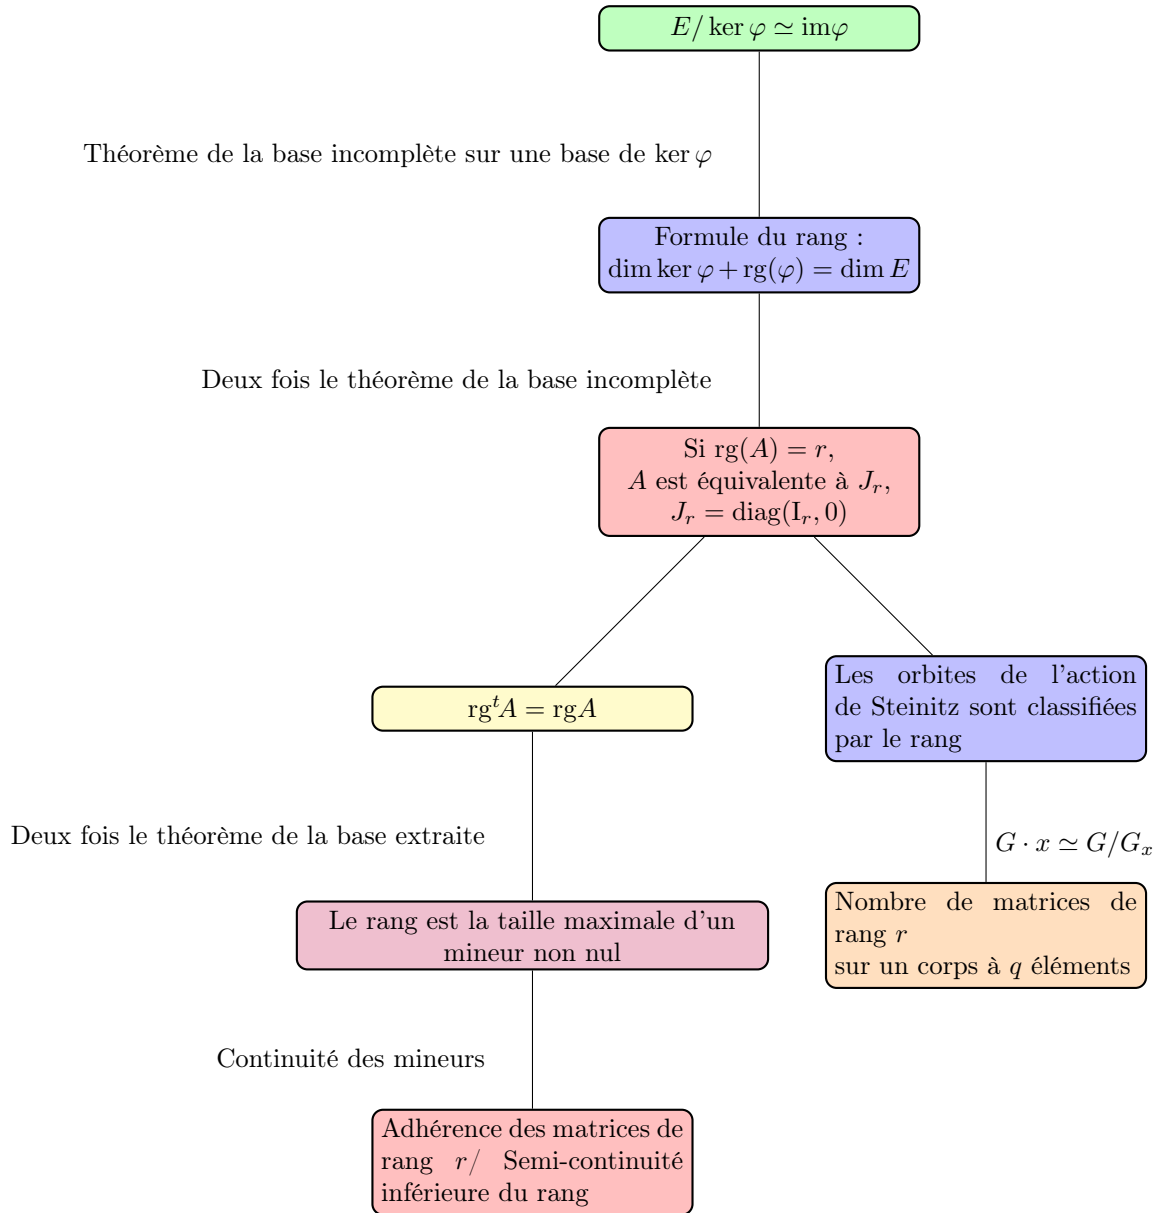 E/ ker φ ≃ imφ
Théorème de la base incomplète sur une base de ker φ
Formule du rang :
dim ker φ + rg(φ) = dim E
Deux fois le théorème de la base incomplète
Si rg(A) = r,
A est équivalente à J_r,
J_r = diag(I_r, 0)
rg^tA = rgA
Les orbites de l'action
de Steinitz sont classifiées
par le rang
Deux fois le théorème de la base extraite
G · x ≃ G/G_x
Le rang est la taille maximale d'un
mineur non nul
Nombre de matrices de
rang r
sur un corps à q éléments
Continuité des mineurs
Adhérence des matrices de
rang r/ Semi-continuité
inférieure du rang